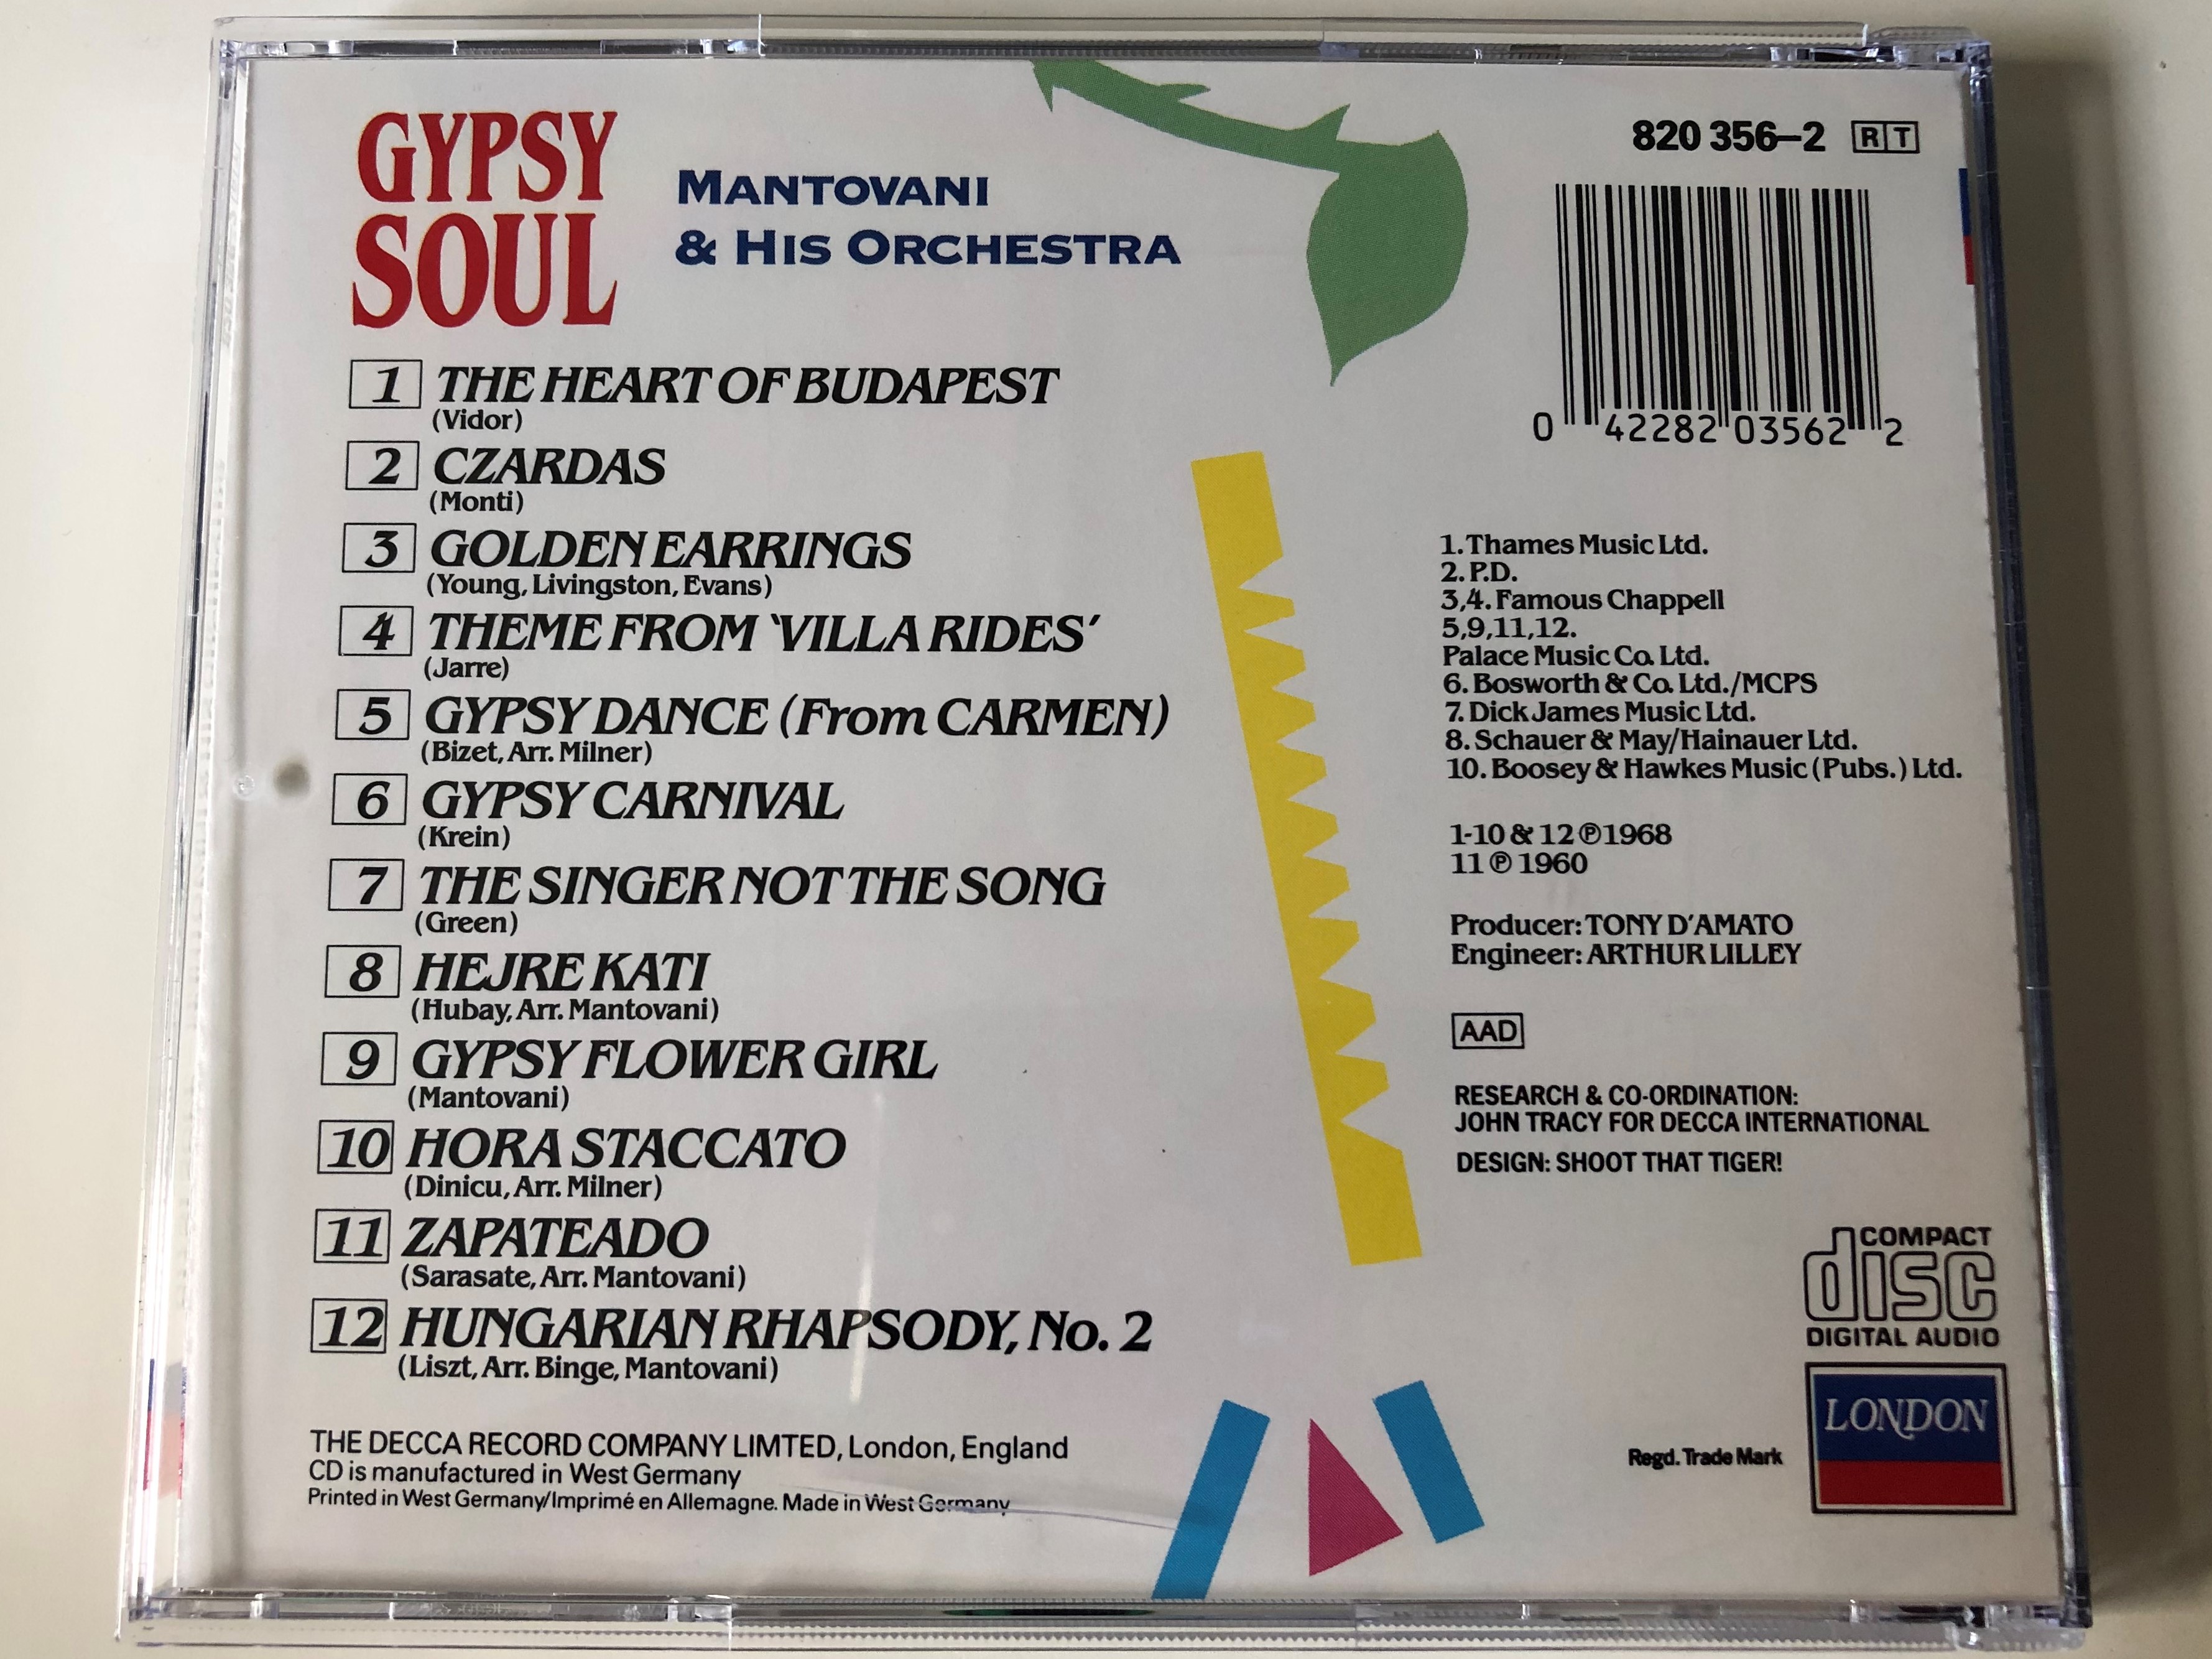 GYPSY
SOUL
MANTOVANI
& HIS ORCHESTRA
1 THE HEART OF BUDAPEST
(Vidor)
2 CZARDAS
(Monti)
3 GOLDEN EARRINGS
(Young, Livingston, Evans)
4 THEME FROM ‘VILLA RIDES’
(Jarre)
5 GYPSY DANCE (From CARMEN)
(Bizet, Arr. Milner)
6 GYPSY CARNIVAL
(Krein)
7 THE SINGER NOT THE SONG
(Green)
8 HEJRE KATI
(Hubay, Arr. Mantovani)
9 GYPSY FLOWER GIRL
(Mantovani)
10 HORA STACCATO
(Dinicu, Arr. Milner)
11 ZAPATEADO
(Sarasate, Arr. Mantovani)
12 HUNGARIAN RHAPSODY, No. 2
(Liszt, Arr. Binge, Mantovani)
THE DECCA RECORD COMPANY LIMTED, London, England
CD is manufactured in West Germany
Printed in West Germany/Imprimé en Allemagne. Made in West Germany
820 356-2 R T
0 42282 03562 2
1. Thames Music Ltd.
2. P.D.
3,4. Famous Chappell
5,9,11,12.
Palace Music Co. Ltd.
6. Bosworth & Co. Ltd./MCPS
7. Dick James Music Ltd.
8. Schauer & May/Hainauer Ltd.
10. Boosey & Hawkes Music (Pubs.) Ltd.
1-10 & 12 ℗ 1968
11 ℗ 1960
Producer: TONY D'AMATO
Engineer: ARTHUR LILLEY
AAD
RESEARCH & CO-ORDINATION:
JOHN TRACY FOR DECCA INTERNATIONAL
DESIGN: SHOOT THAT TIGER!
COMPACT
disc
DIGITAL AUDIO
LONDON
Regd. Trade Mark